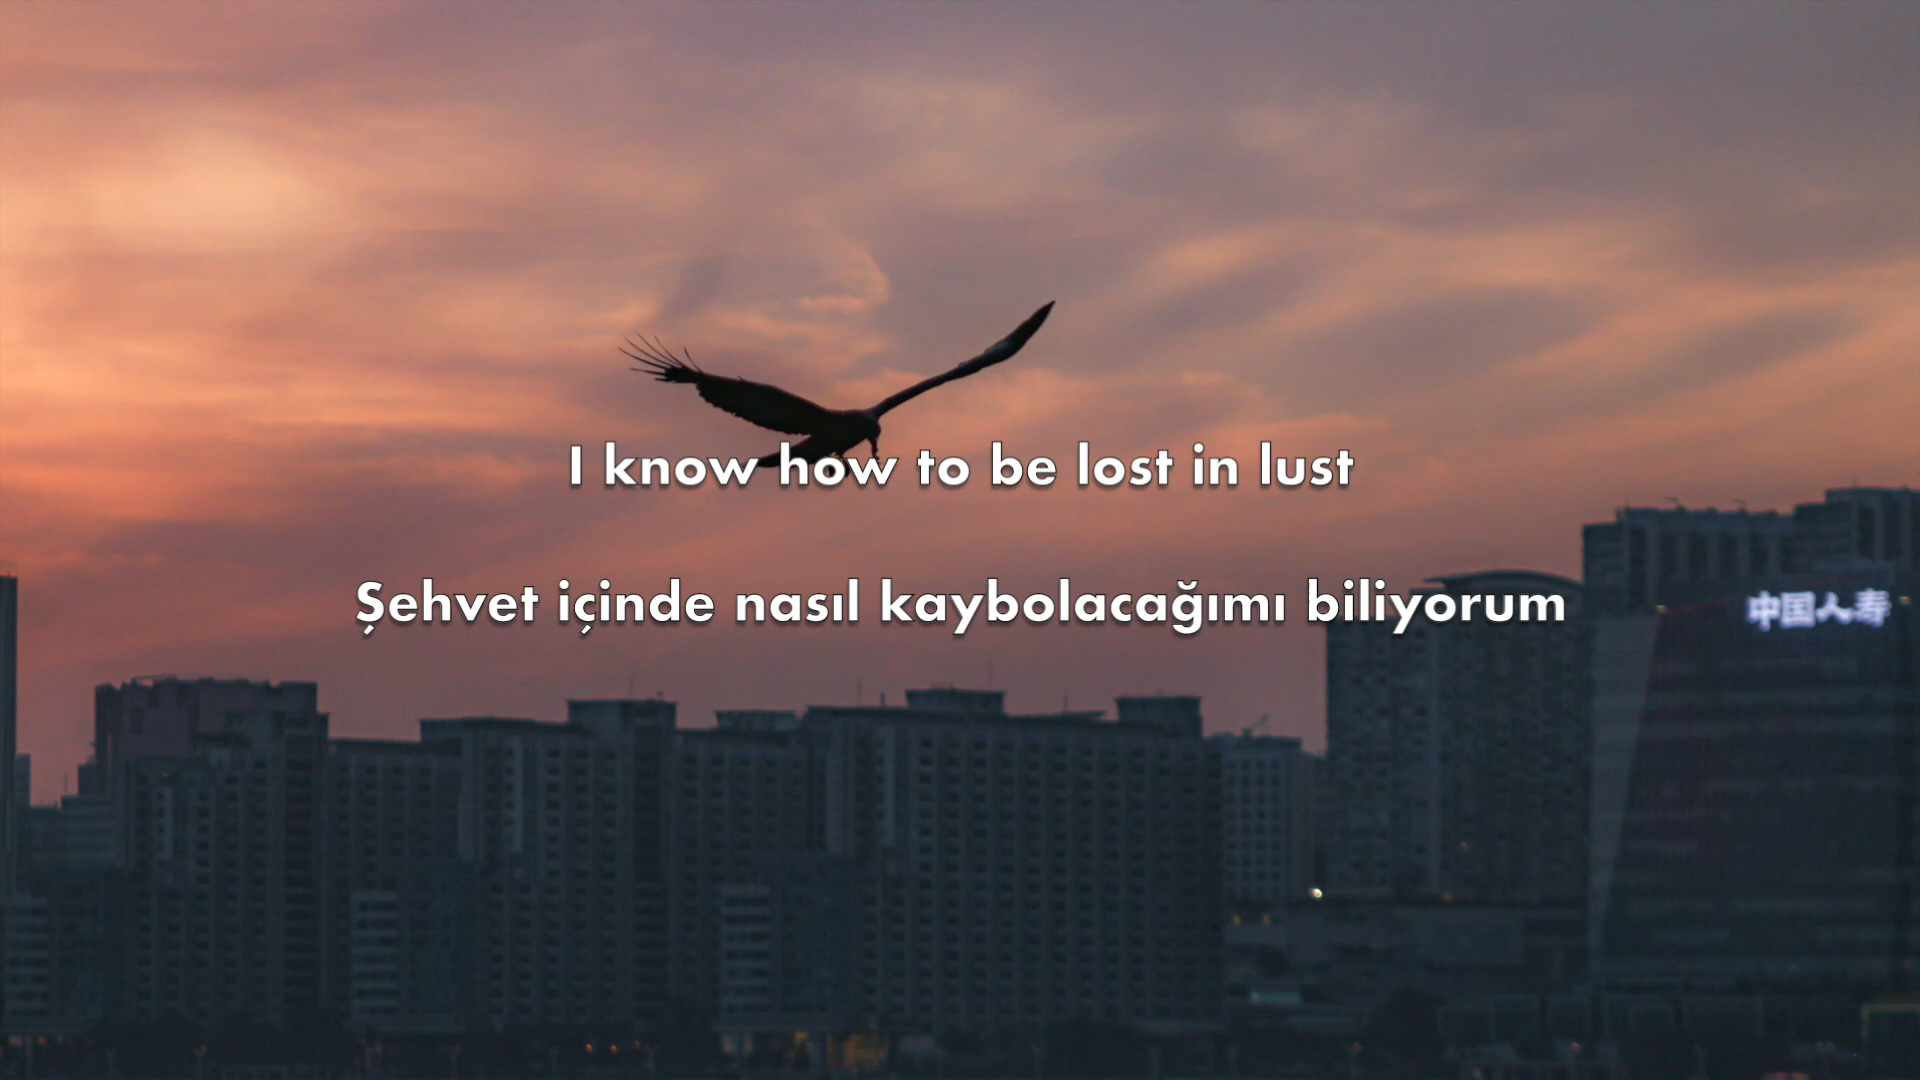 I know how to be lost in lust
Şehvet içinde nasıl kaybolacağımı biliyorum
中国人寿